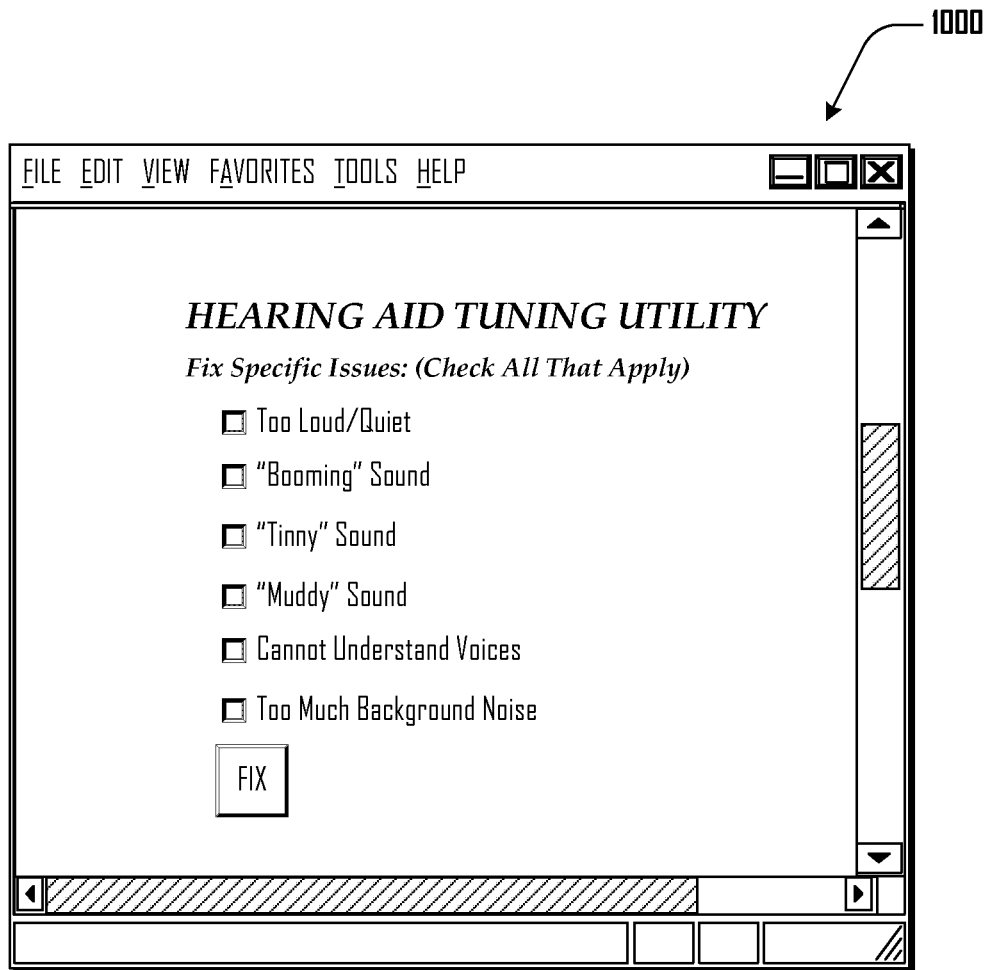 1000
FILE EDIT VIEW FAVORITES TOOLS HELP
HEARING AID TUNING UTILITY
Fix Specific Issues: (Check All That Apply)
Too Loud/Quiet
“Booming” Sound
“Tinny” Sound
“Muddy” Sound
Cannot Understand Voices
Too Much Background Noise
FIX